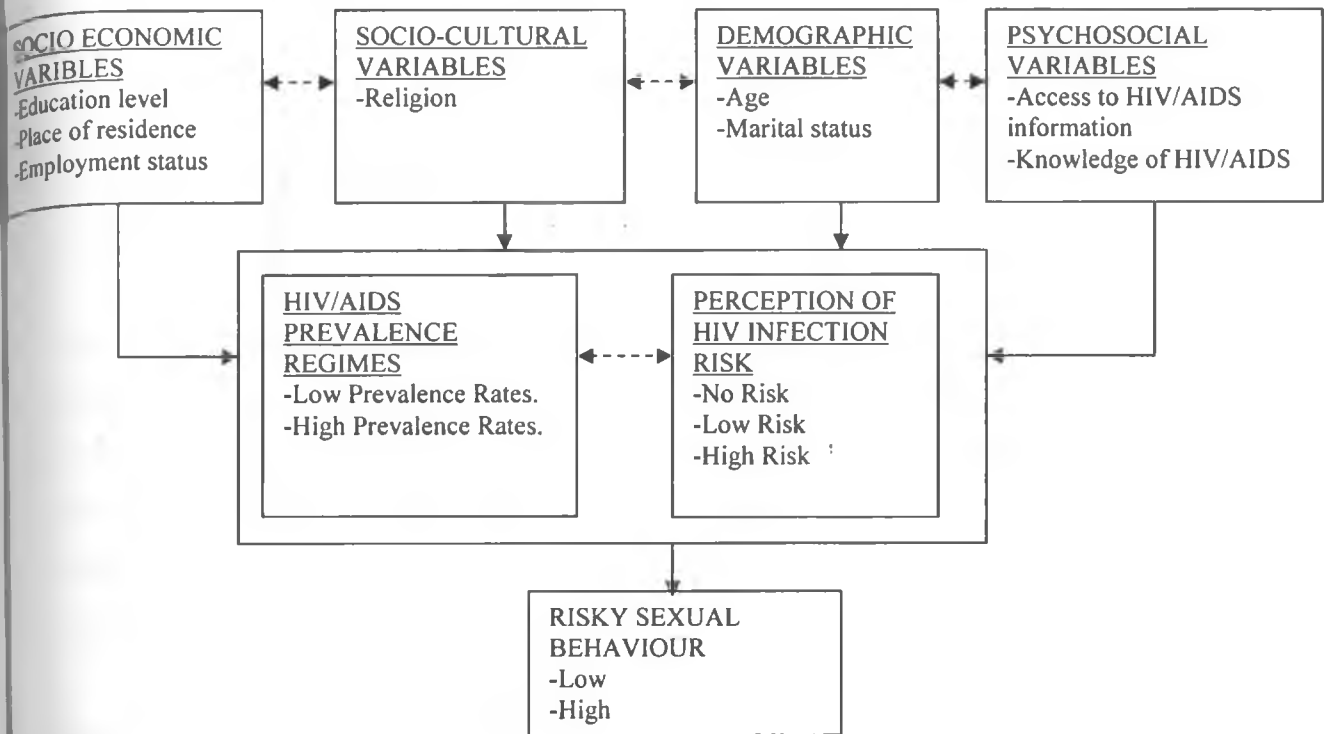 SOCIO ECONOMIC
VARIBLES
-Education level
-Place of residence
-Employment status
SOCIO-CULTURAL
VARIABLES
-Religion
DEMOGRAPHIC
VARIABLES
-Age
-Marital status
PSYCHOSOCIAL
VARIABLES
-Access to HIV/AIDS
information
-Knowledge of HIV/AIDS
HIV/AIDS
PREVALENCE
REGIMES
-Low Prevalence Rates.
-High Prevalence Rates.
PERCEPTION OF
HIV INFECTION
RISK
-No Risk
-Low Risk
-High Risk
RISKY SEXUAL
BEHAVIOUR
-Low
-High